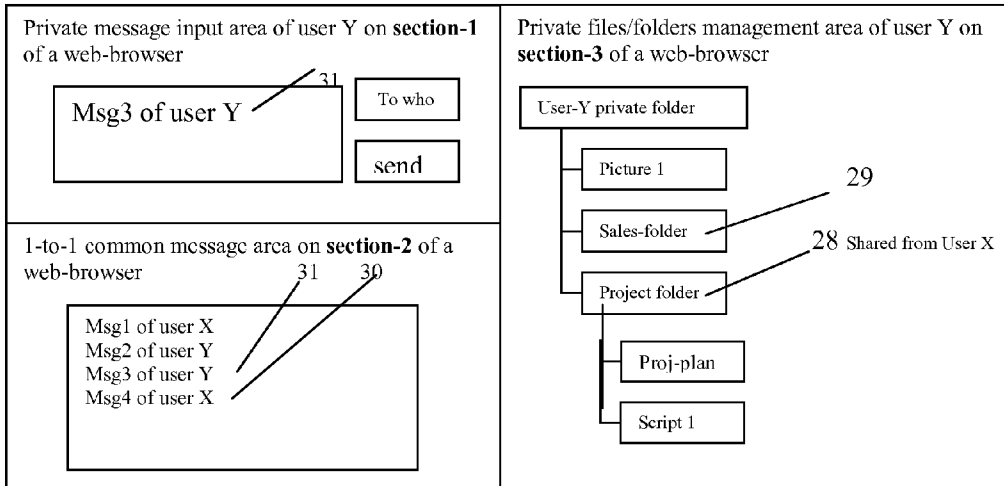 Private message input area of user Y on section-1
of a web-browser
31
Msg3 of user Y
To who
send
1-to-1 common message area on section-2 of a
web-browser
31 30
Msg1 of user X
Msg2 of user Y
Msg3 of user Y
Msg4 of user X
Private files/folders management area of user Y on
section-3 of a web-browser
User-Y private folder
Picture 1
29
Sales-folder
28 Shared from User X
Project folder
Proj-plan
Script 1